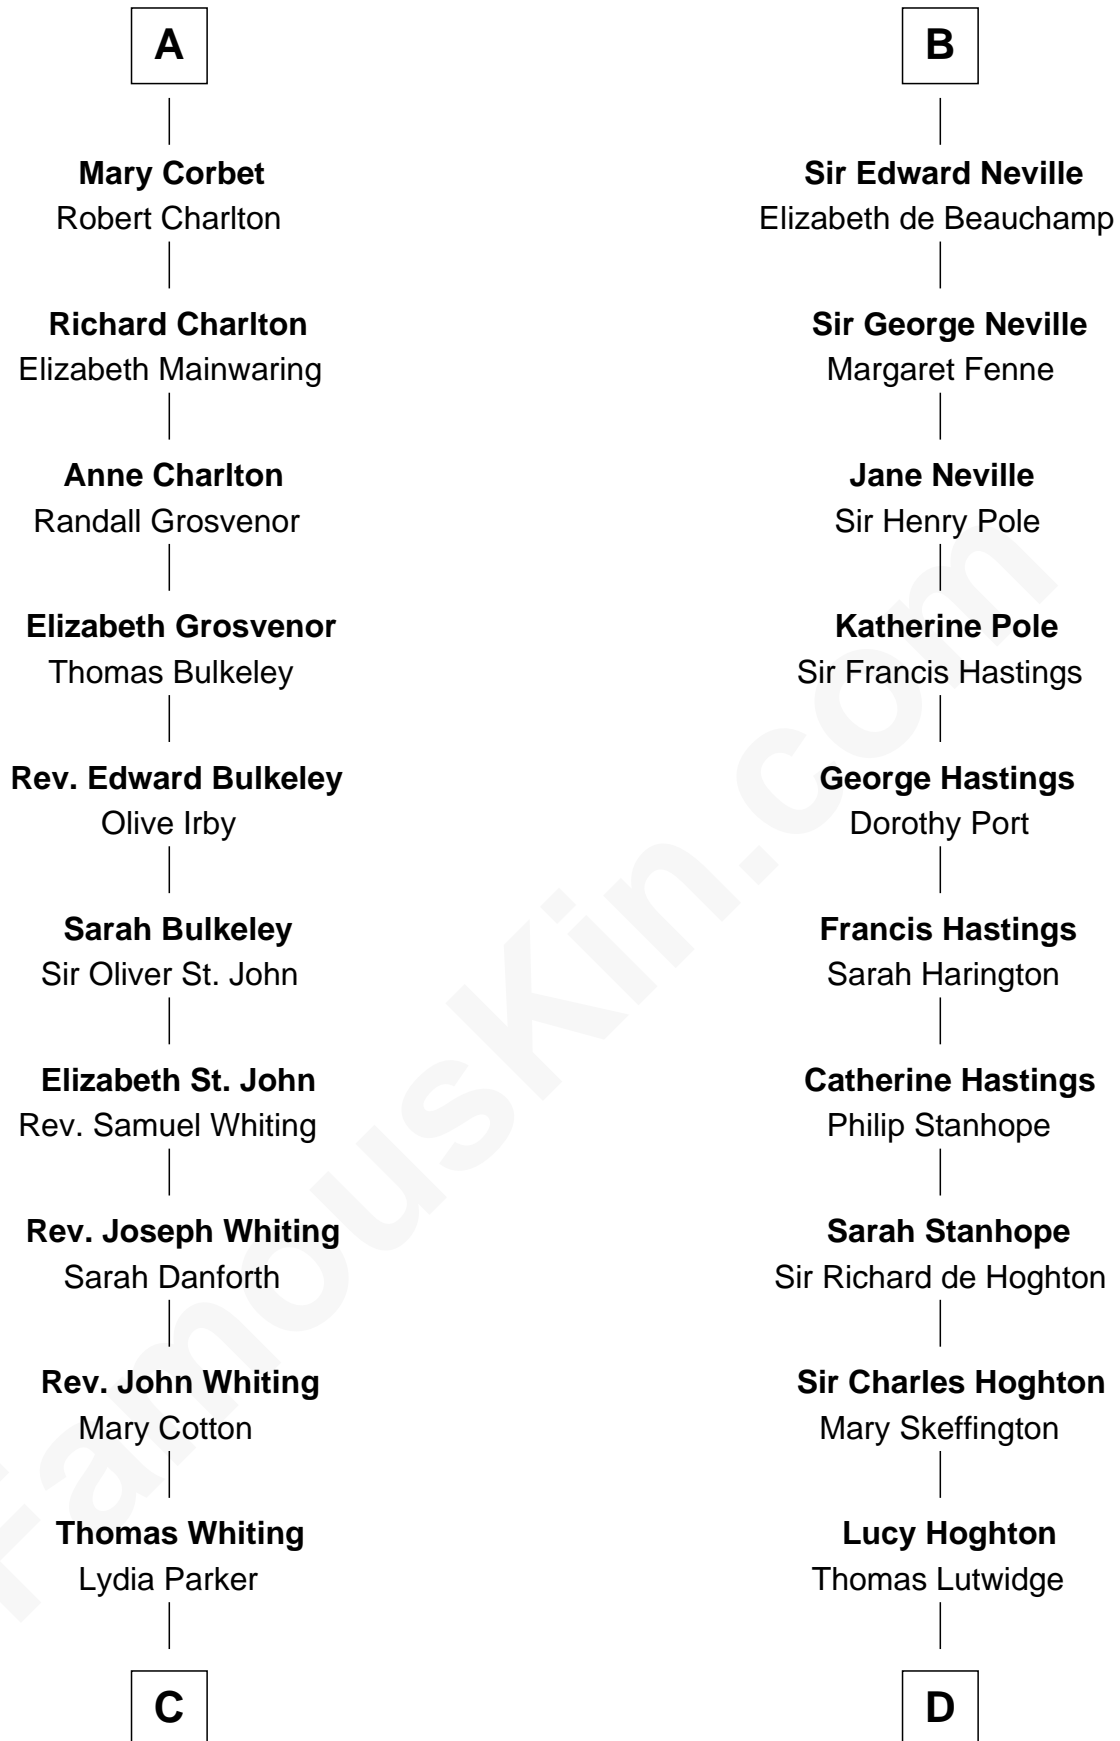 A
Mary Corbet
Robert Charlton
Richard Charlton
Elizabeth Mainwaring
Anne Charlton
Randall Grosvenor
Elizabeth Grosvenor
Thomas Bulkeley
Rev. Edward Bulkeley
Olive Irby
Sarah Bulkeley
Sir Oliver St. John
Elizabeth St. John
Rev. Samuel Whiting
Rev. Joseph Whiting
Sarah Danforth
Rev. John Whiting
Mary Cotton
Thomas Whiting
Lydia Parker
C
B
Sir Edward Neville
Elizabeth de Beauchamp
Sir George Neville
Margaret Fenne
Jane Neville
Sir Henry Pole
Katherine Pole
Sir Francis Hastings
George Hastings
Dorothy Port
Francis Hastings
Sarah Harington
Catherine Hastings
Philip Stanhope
Sarah Stanhope
Sir Richard de Hoghton
Sir Charles Hoghton
Mary Skeffington
Lucy Hoghton
Thomas Lutwidge
D
FamousKin.com